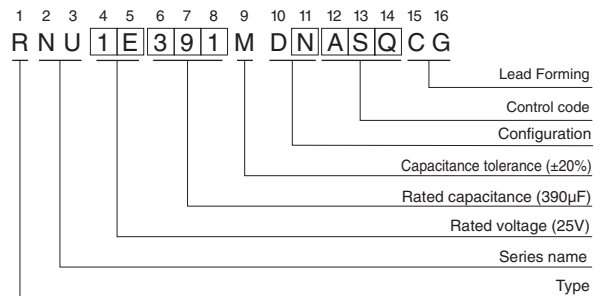 1 2 3 4 5 6 7 8 9 10 11 12 13 14 15 16
R N U 1 E 3 9 1 M D N A S Q C G
Lead Forming
Control code
Configuration
Capacitance tolerance (±20%)
Rated capacitance (390µF)
Rated voltage (25V)
Series name
Type